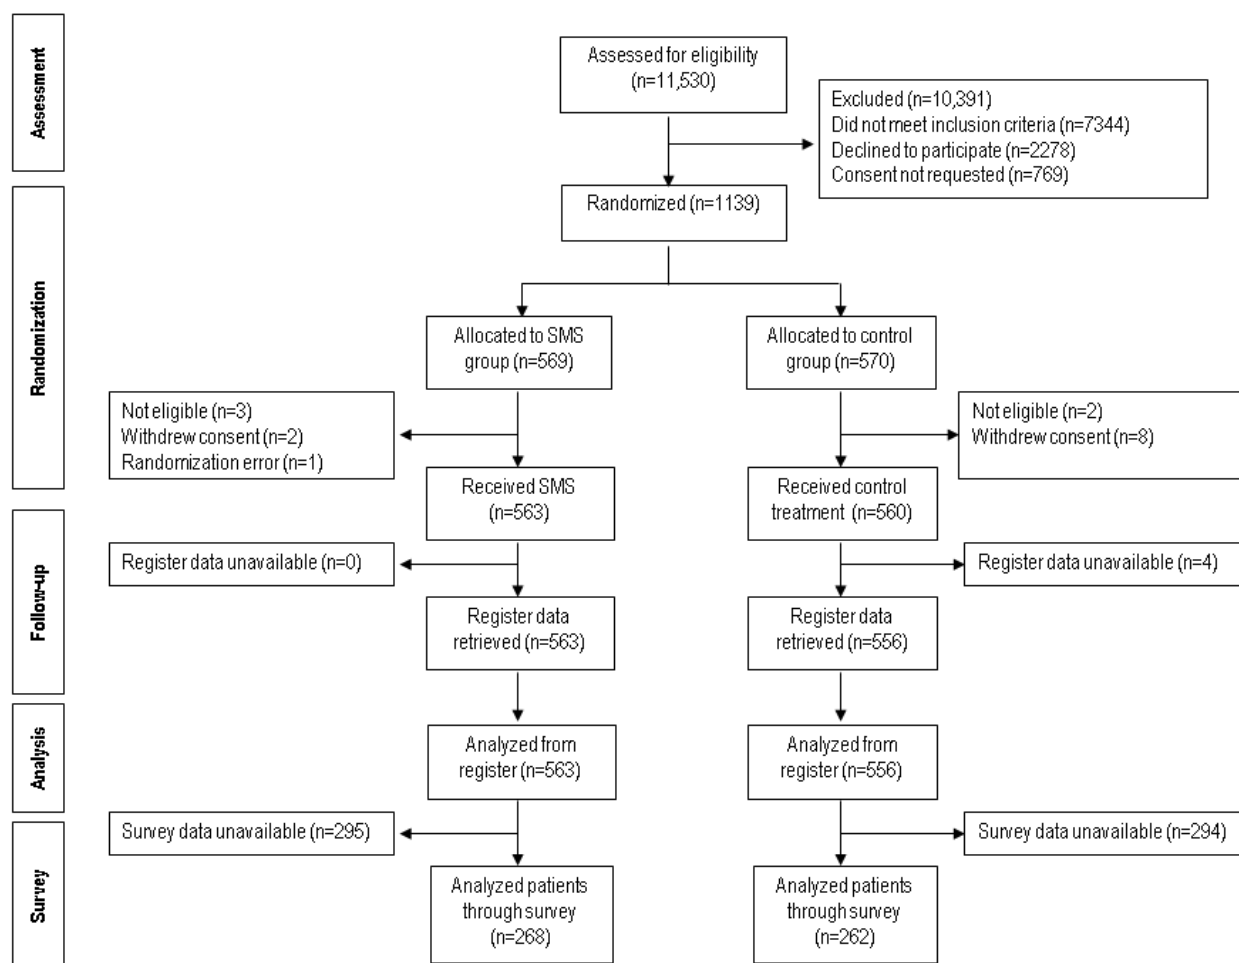 Assessment
Assessed for eligibility
(n=11,530)
Excluded (n=10,391)
Did not meet inclusion criteria (n=7344)
Declined to participate (n=2278)
Consent not requested (n=769)
Randomized (n=1139)
Randomization
Allocated to SMS
group (n=569)
Allocated to control
group (n=570)
Not eligible (n=3)
Withdrew consent (n=2)
Randomization error (n=1)
Not eligible (n=2)
Withdrew consent (n=8)
Received SMS
(n=563)
Received control
treatment (n=560)
Follow-up
Register data unavailable (n=0)
Register data unavailable (n=4)
Register data
retrieved (n=563)
Register data
retrieved (n=556)
Analysis
Analyzed from
register (n=563)
Analyzed from
register (n=556)
Survey
Survey data unavailable (n=295)
Survey data unavailable (n=294)
Analyzed patients
through survey
(n=268)
Analyzed patients
through survey
(n=262)